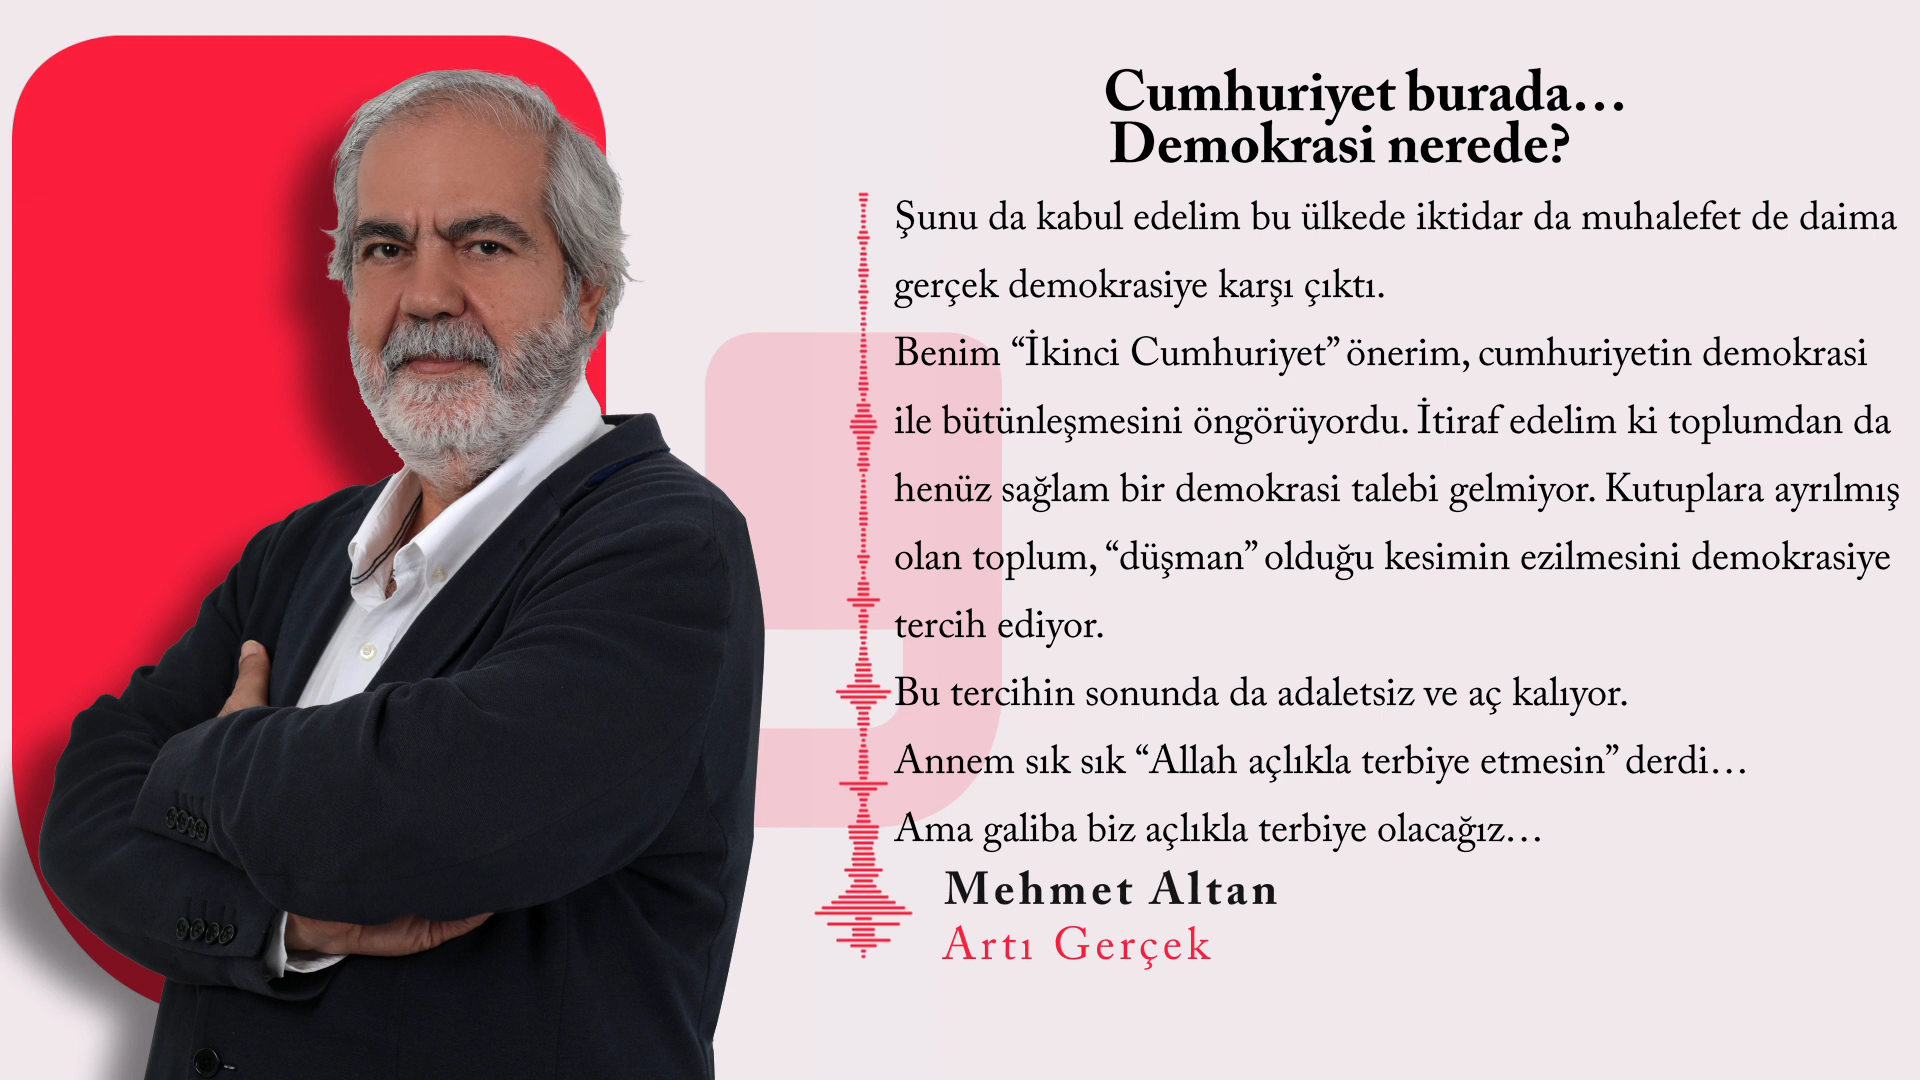 Cumhuriyet burada…
Demokrasi nerede?
Şunu da kabul edelim bu ülkede iktidar da muhalefet de daima
gerçek demokrasiye karşı çıktı.
Benim “İkinci Cumhuriyet” önerim, cumhuriyetin demokrasi
ile bütünleşmesini öngörüyordu. İtiraf edelim ki toplumdan da
henüz sağlam bir demokrasi talebi gelmiyor. Kutuplara ayrılmış
olan toplum, “düşman” olduğu kesimin ezilmesini demokrasiye
tercih ediyor.
Bu tercihin sonunda da adaletsiz ve aç kalıyor.
Annem sık sık “Allah açlıkla terbiye etmesin” derdi…
Ama galiba biz açlıkla terbiye olacağız…
Mehmet Altan
Artı Gerçek